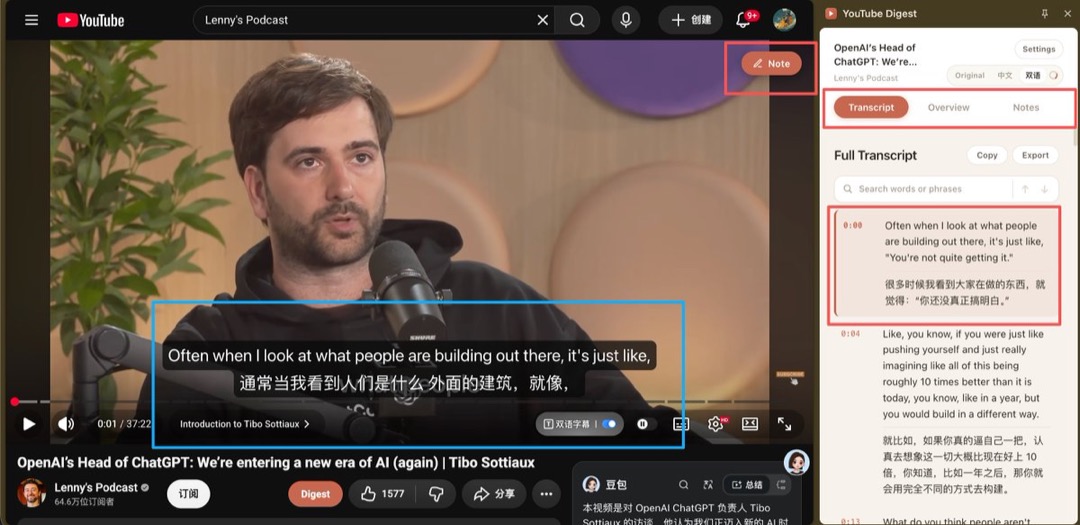 YouTube
Lenny's Podcast
创建
9+
Note
Often when I look at what people are building out there, it's just like,
通常当我看到人们是什么 外面的建筑，就像，
0:01 / 37:22
Introduction to Tibo Sottiaux
双语字幕
HD
OpenAI's Head of ChatGPT: We're entering a new era of AI (again) | Tibo Sottiaux
Lenny's Podcast
64.6万位订阅者
订阅
Digest
1577
分享
豆包
总结
本视频是对 OpenAI ChatGPT 负责人 Tibo
Sottiaux 的访谈，他认为我们正迈入新的 AI 时
YouTube Digest
OpenAI's Head of
ChatGPT: We're...
Settings
Lenny's Podcast
Original
中文
双语
Transcript
Overview
Notes
Full Transcript
Copy
Export
Search words or phrases
0:00
Often when I look at what people
are building out there, it's just like,
"You're not quite getting it."
很多时候我看到大家在做的东西，就
觉得：“你还没真正搞明白。”
0:04
Like, you know, if you were just like
pushing yourself and just really
imagining like all of this being
roughly 10 times better than it is
today, you know, like in a year, but
you would build in a different way.
就比如，如果你真的逼自己一把，认
真去想象这一切大概比现在好上 10
倍，你知道，比如一年之后，那你就
会用完全不同的方式去构建。
0:13
What do you think people aren't